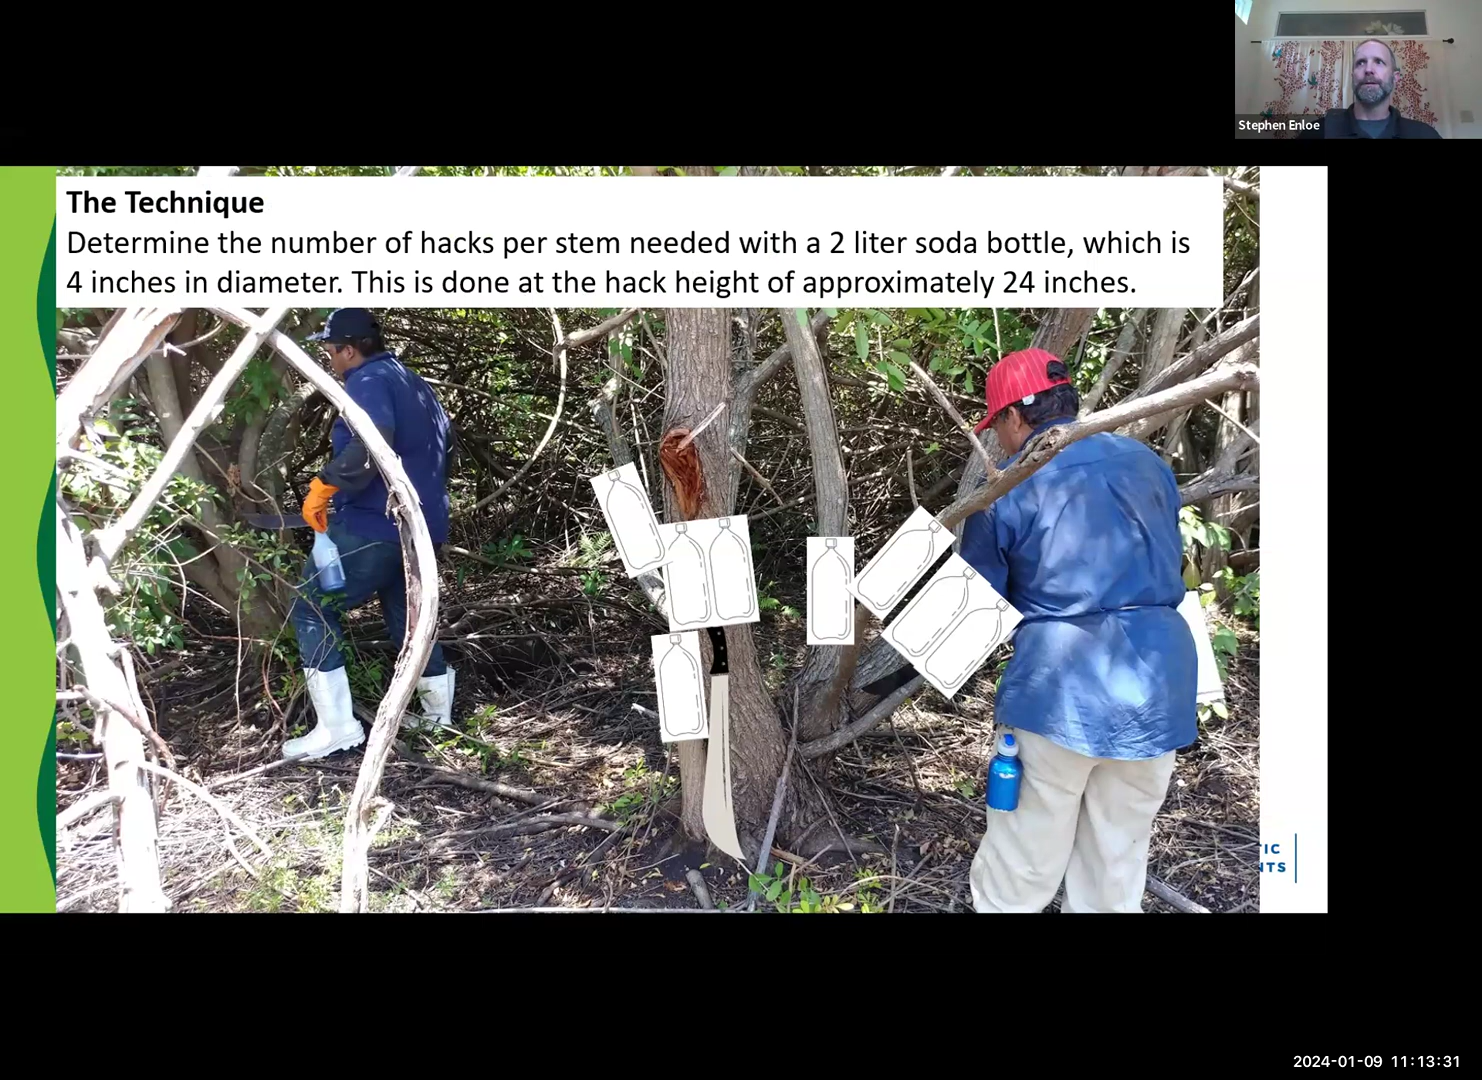 Stephen Enloe
The Technique
Determine the number of hacks per stem needed with a 2 liter soda bottle, which is
4 inches in diameter. This is done at the hack height of approximately 24 inches.
2024-01-09 11:13:31